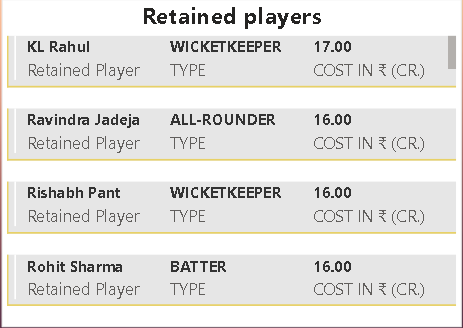 Retained players
KL Rahul WICKETKEEPER 17.00
Retained Player TYPE COST IN ₹ (CR.)
Ravindra Jadeja ALL-ROUNDER 16.00
Retained Player TYPE COST IN ₹ (CR.)
Rishabh Pant WICKETKEEPER 16.00
Retained Player TYPE COST IN ₹ (CR.)
Rohit Sharma BATTER 16.00
Retained Player TYPE COST IN ₹ (CR.)